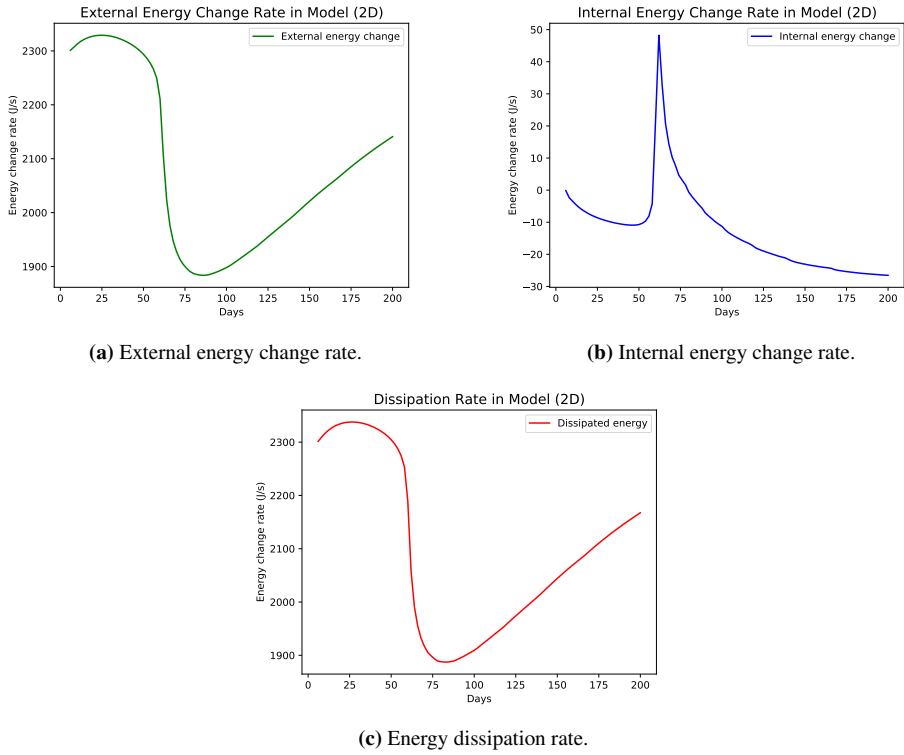 External Energy Change Rate in Model (2D)
External energy change
Energy change rate (J/s)
2300
2200
2100
2000
1900
0 25 50 75 100 125 150 175 200
Days
(a) External energy change rate.
Internal Energy Change Rate in Model (2D)
Internal energy change
Energy change rate (J/s)
50
40
30
20
10
0
−10
−20
−30
0 25 50 75 100 125 150 175 200
Days
(b) Internal energy change rate.
Dissipation Rate in Model (2D)
Dissipated energy
Energy change rate (J/s)
2300
2200
2100
2000
1900
0 25 50 75 100 125 150 175 200
Days
(c) Energy dissipation rate.